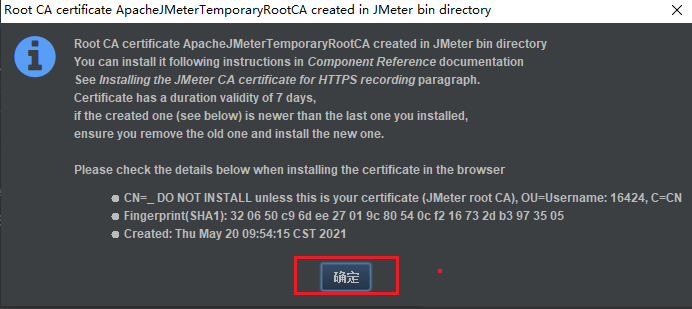 Root CA certificate ApacheJMeterTemporaryRootCA created in JMeter bin directory
Root CA certificate ApacheJMeterTemporaryRootCA created in JMeter bin directory
You can install it following instructions in Component Reference documentation
See Installing the JMeter CA certificate for HTTPS recording paragraph.
Certificate has a duration validity of 7 days,
if the created one (see below) is newer than the last one you installed,
ensure you remove the old one and install the new one.
Please check the details below when installing the certificate in the browser
CN=_ DO NOT INSTALL unless this is your certificate (JMeter root CA), OU=Username: 16424, C=CN
Fingerprint(SHA1): 32 06 50 c9 6d ee 27 01 9c 80 54 0c f2 16 73 2d b3 97 35 05
Created: Thu May 20 09:54:15 CST 2021
确定